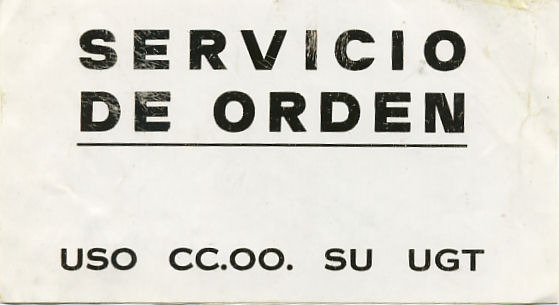 SERVICIO
DE ORDEN
USO CC.OO. SU UGT